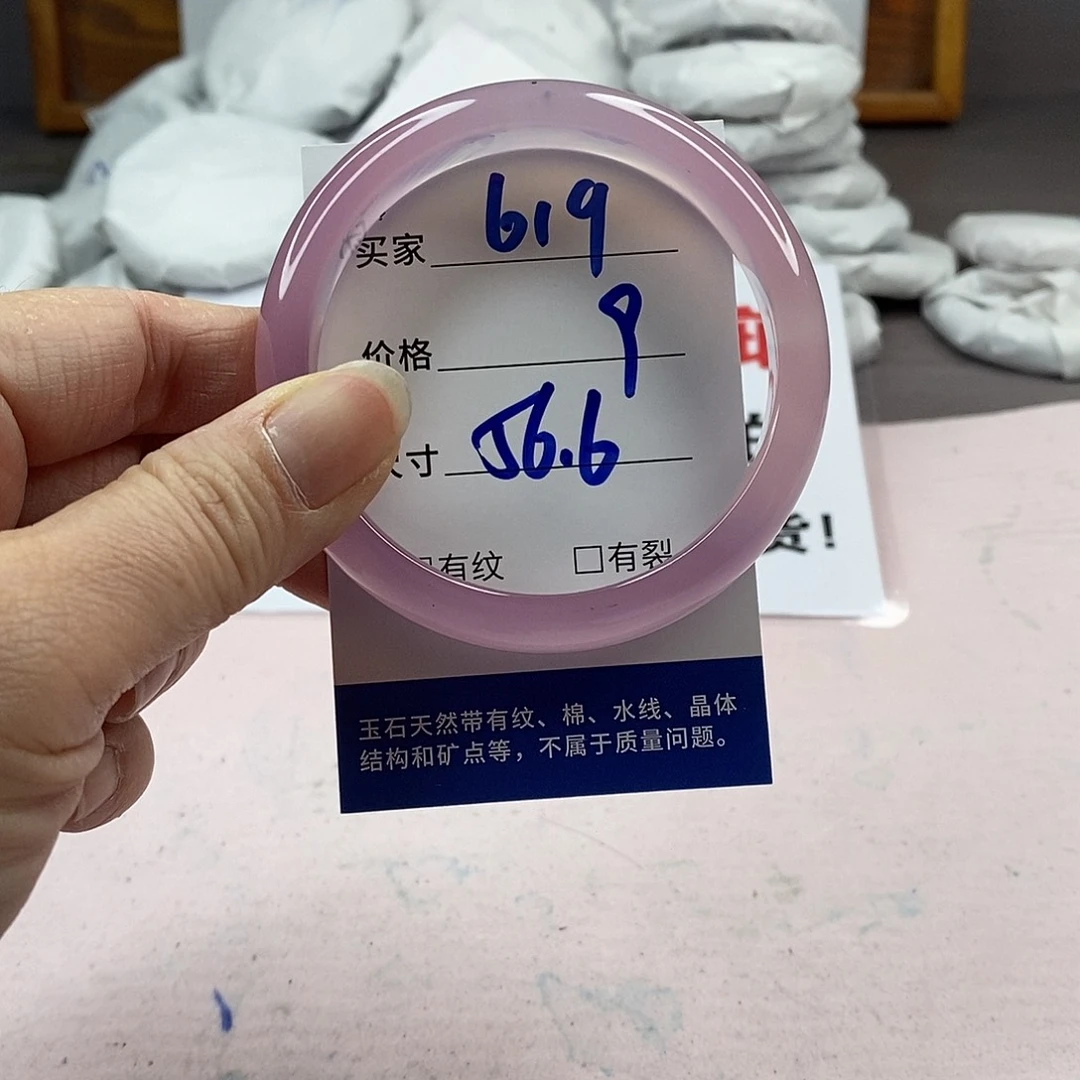 买家 619
价格 9
尺寸 56.6
有纹 □有裂
货!
玉石天然带有纹、棉、水线、晶体
结构和矿点等，不属于质量问题。